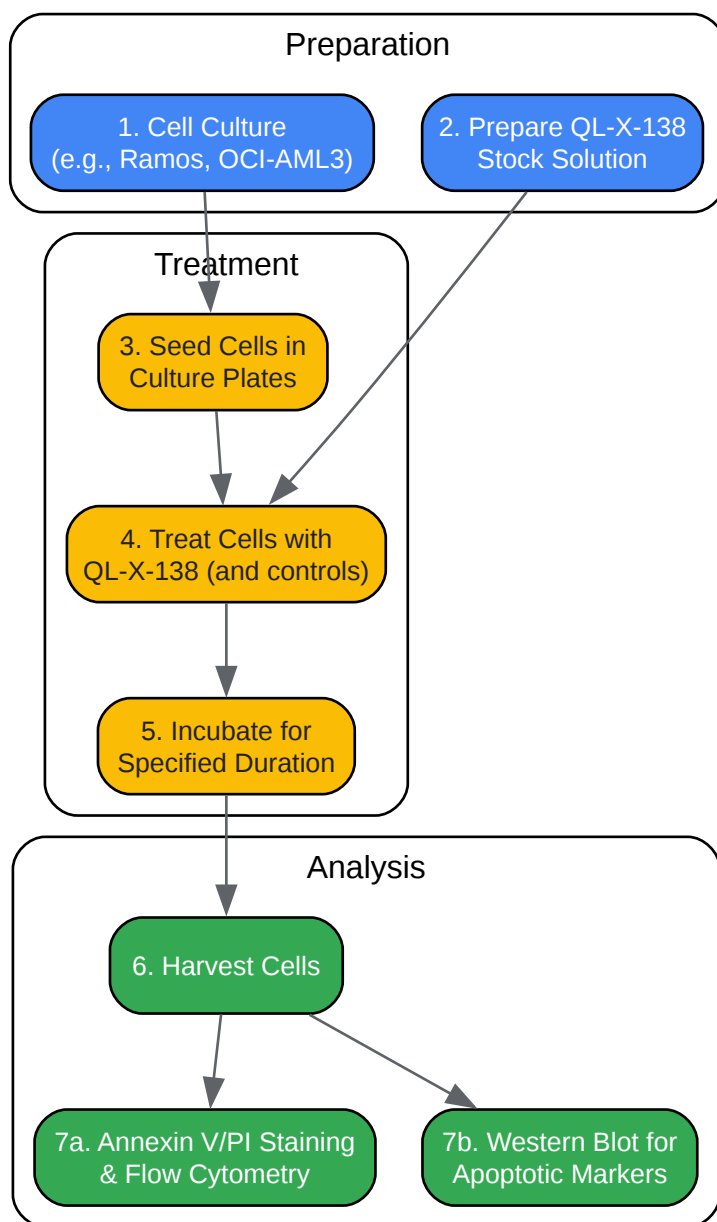 Preparation
1. Cell Culture
(e.g., Ramos, OCI-AML3)
2. Prepare QL-X-138
Stock Solution
Treatment
3. Seed Cells in
Culture Plates
4. Treat Cells with
QL-X-138 (and controls)
5. Incubate for
Specified Duration
Analysis
6. Harvest Cells
7a. Annexin V/PI Staining
& Flow Cytometry
7b. Western Blot for
Apoptotic Markers